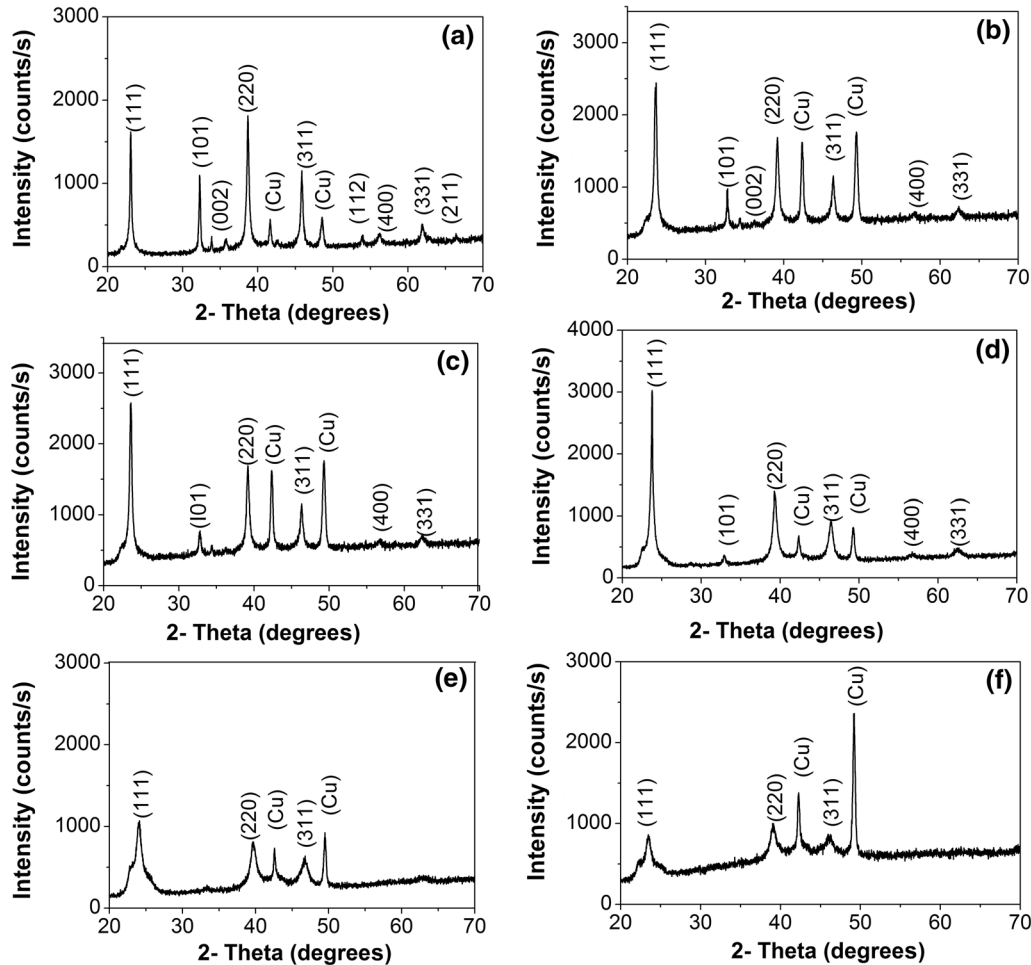 (a)
3000
2000
1000
0
Intensity (counts/s)
(111)
(101)
(002)
(220)
(Cu)
(311)
(Cu)
(112)
(400)
(331)
(211)
20 30 40 50 60 70
2- Theta (degrees)
(b)
3000
2000
1000
0
Intensity (counts/s)
(111)
(101)
(002)
(220)
(Cu)
(311)
(Cu)
(400)
(331)
20 30 40 50 60 70
2- Theta (degrees)
(c)
3000
2000
1000
0
Intensity (counts/s)
(111)
(I01)
(220)
(Cu)
(311)
(Cu)
(400)
(331)
20 30 40 50 60 70
2- Theta (degrees)
(d)
4000
3000
2000
1000
0
Intensity (counts/s)
(111)
(101)
(220)
(Cu)
(311)
(Cu)
(400)
(331)
20 30 40 50 60 70
2- Theta (degrees)
(e)
3000
2000
1000
0
Intensity (counts/s)
(111)
(220)
(Cu)
(311)
(Cu)
20 30 40 50 60 70
2- Theta (degrees)
(f)
3000
2000
1000
0
Intensity (counts/s)
(111)
(220)
(Cu)
(311)
(Cu)
20 30 40 50 60 70
2- Theta (degrees)